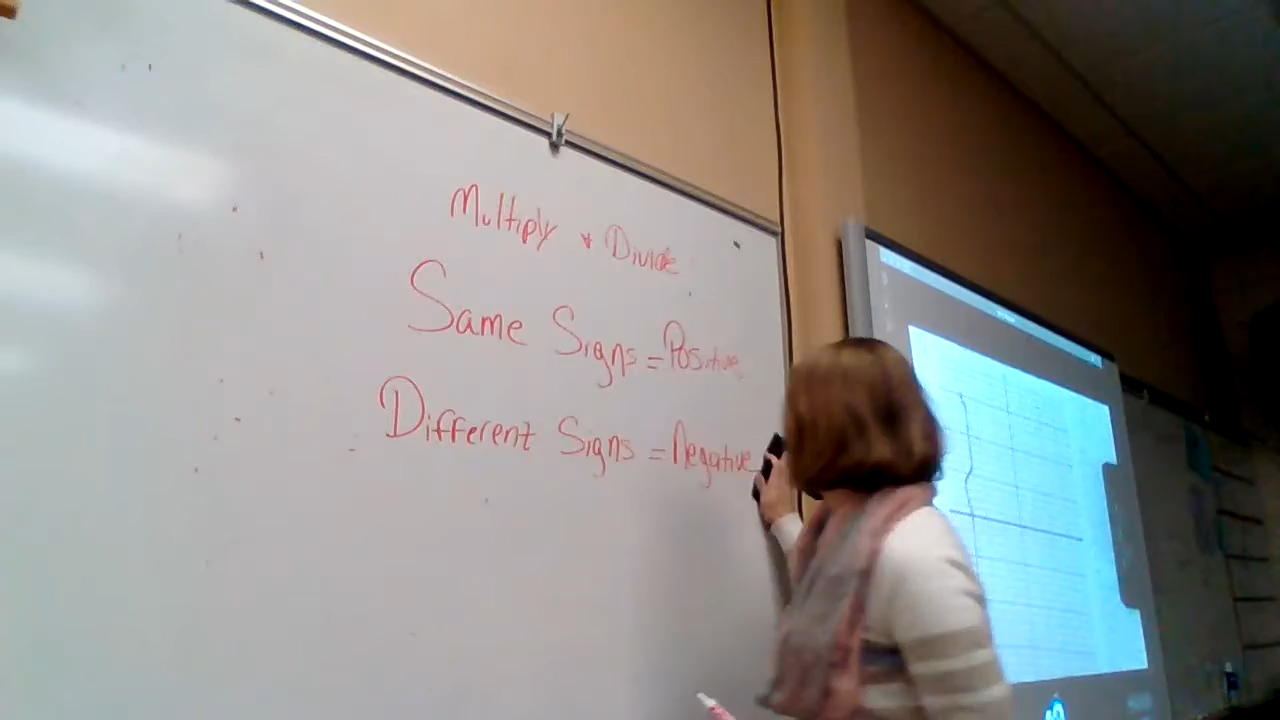 Multiply + Divide
Same Signs = Positive
Different Signs = Negative